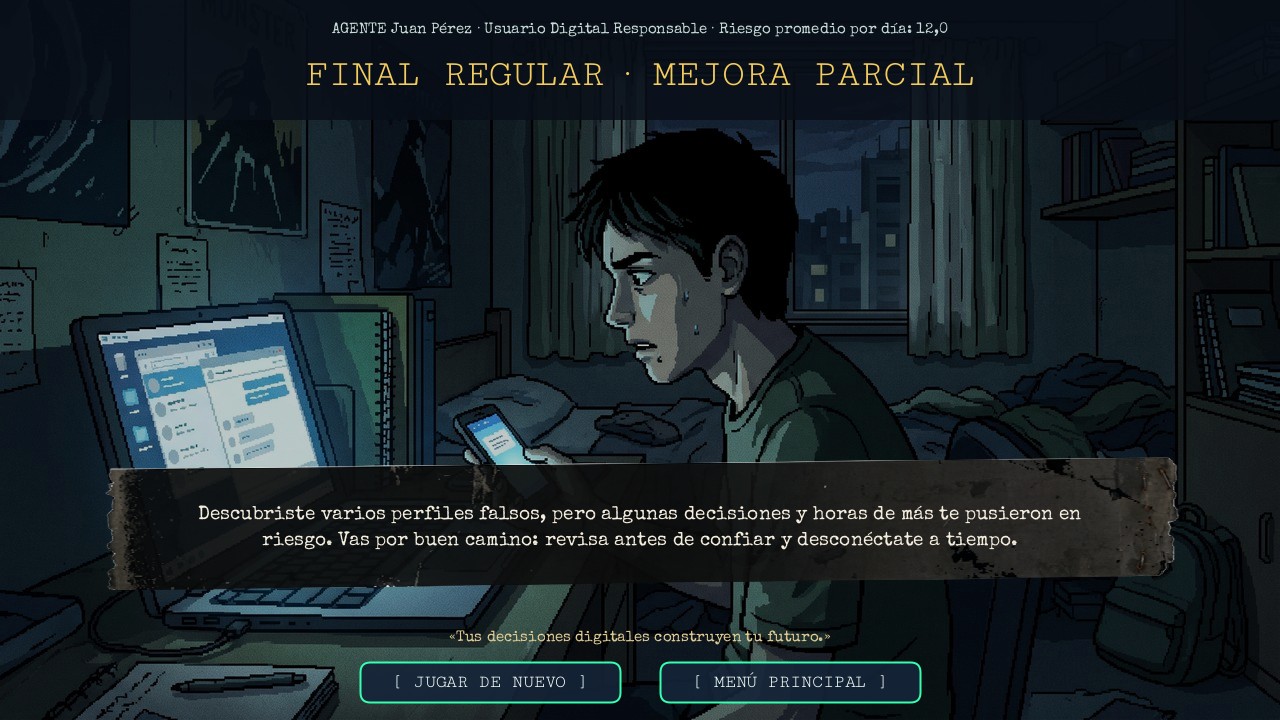 AGENTE Juan Pérez · Usuario Digital Responsable · Riesgo promedio por día: 12,0
FINAL REGULAR · MEJORA PARCIAL
Descubriste varios perfiles falsos, pero algunas decisiones y horas de más te pusieron en
riesgo. Vas por buen camino: revisa antes de confiar y desconéctate a tiempo.
«Tus decisiones digitales construyen tu futuro.»
[ JUGAR DE NUEVO ]
[ MENÚ PRINCIPAL ]